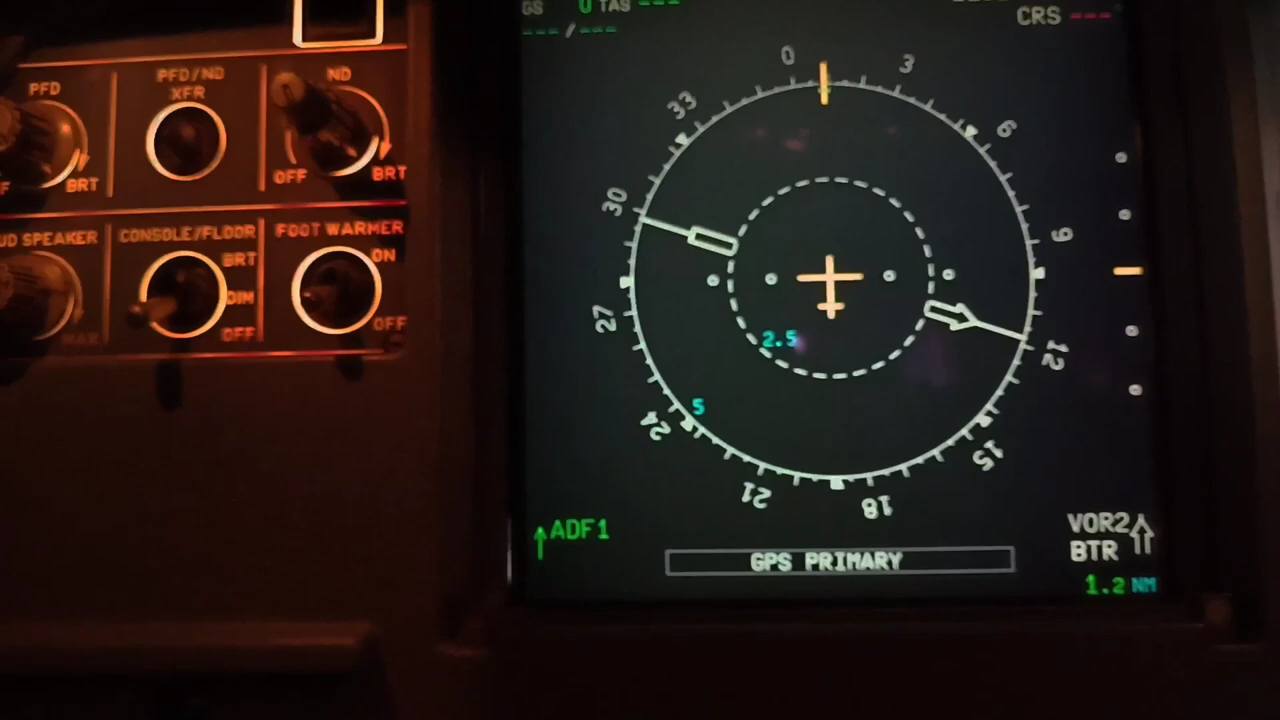 GS 0 TAS ---
---/---
CRS ---
PFD
PFD/ND
XFR
ND
BRT
OFF
BRT
SPEAKER
CONSOLE/FLOOR
FOOT WARMER
BRT
DIM
OFF
ON
OFF
MAX
0
3
6
9
12
15
18
21
24
27
30
33
2.5
5
ADF1
GPS PRIMARY
VOR2
BTR
1.2 NM